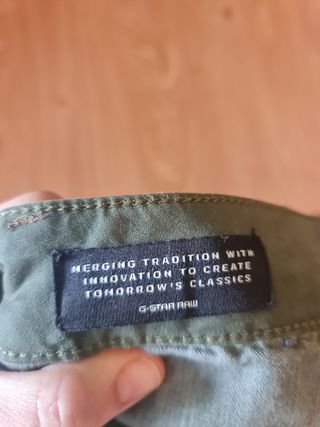 MERGING TRADITION WITH
INNOVATION TO CREATE
TOMORROW'S CLASSICS
G-STAR RAW